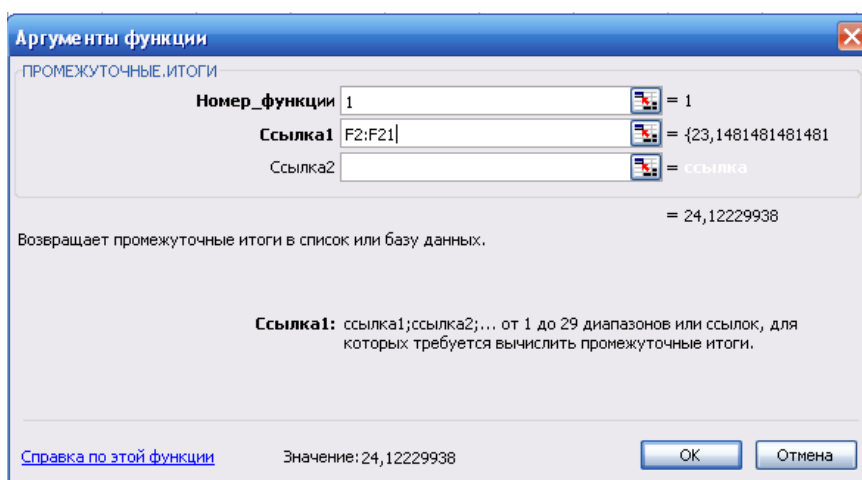 Аргументы функции
ПРОМЕЖУТОЧНЫЕ.ИТОГИ
Номер_функции 1 = 1
Ссылка1 F2:F21 = {23,1481481481481
Ссылка2 = ссылка
= 24,12229938
Возвращает промежуточные итоги в список или базу данных.
Ссылка1: ссылка1;ссылка2;... от 1 до 29 диапазонов или ссылок, для
которых требуется вычислить промежуточные итоги.
Справка по этой функции Значение:24,12229938 ОК Отмена